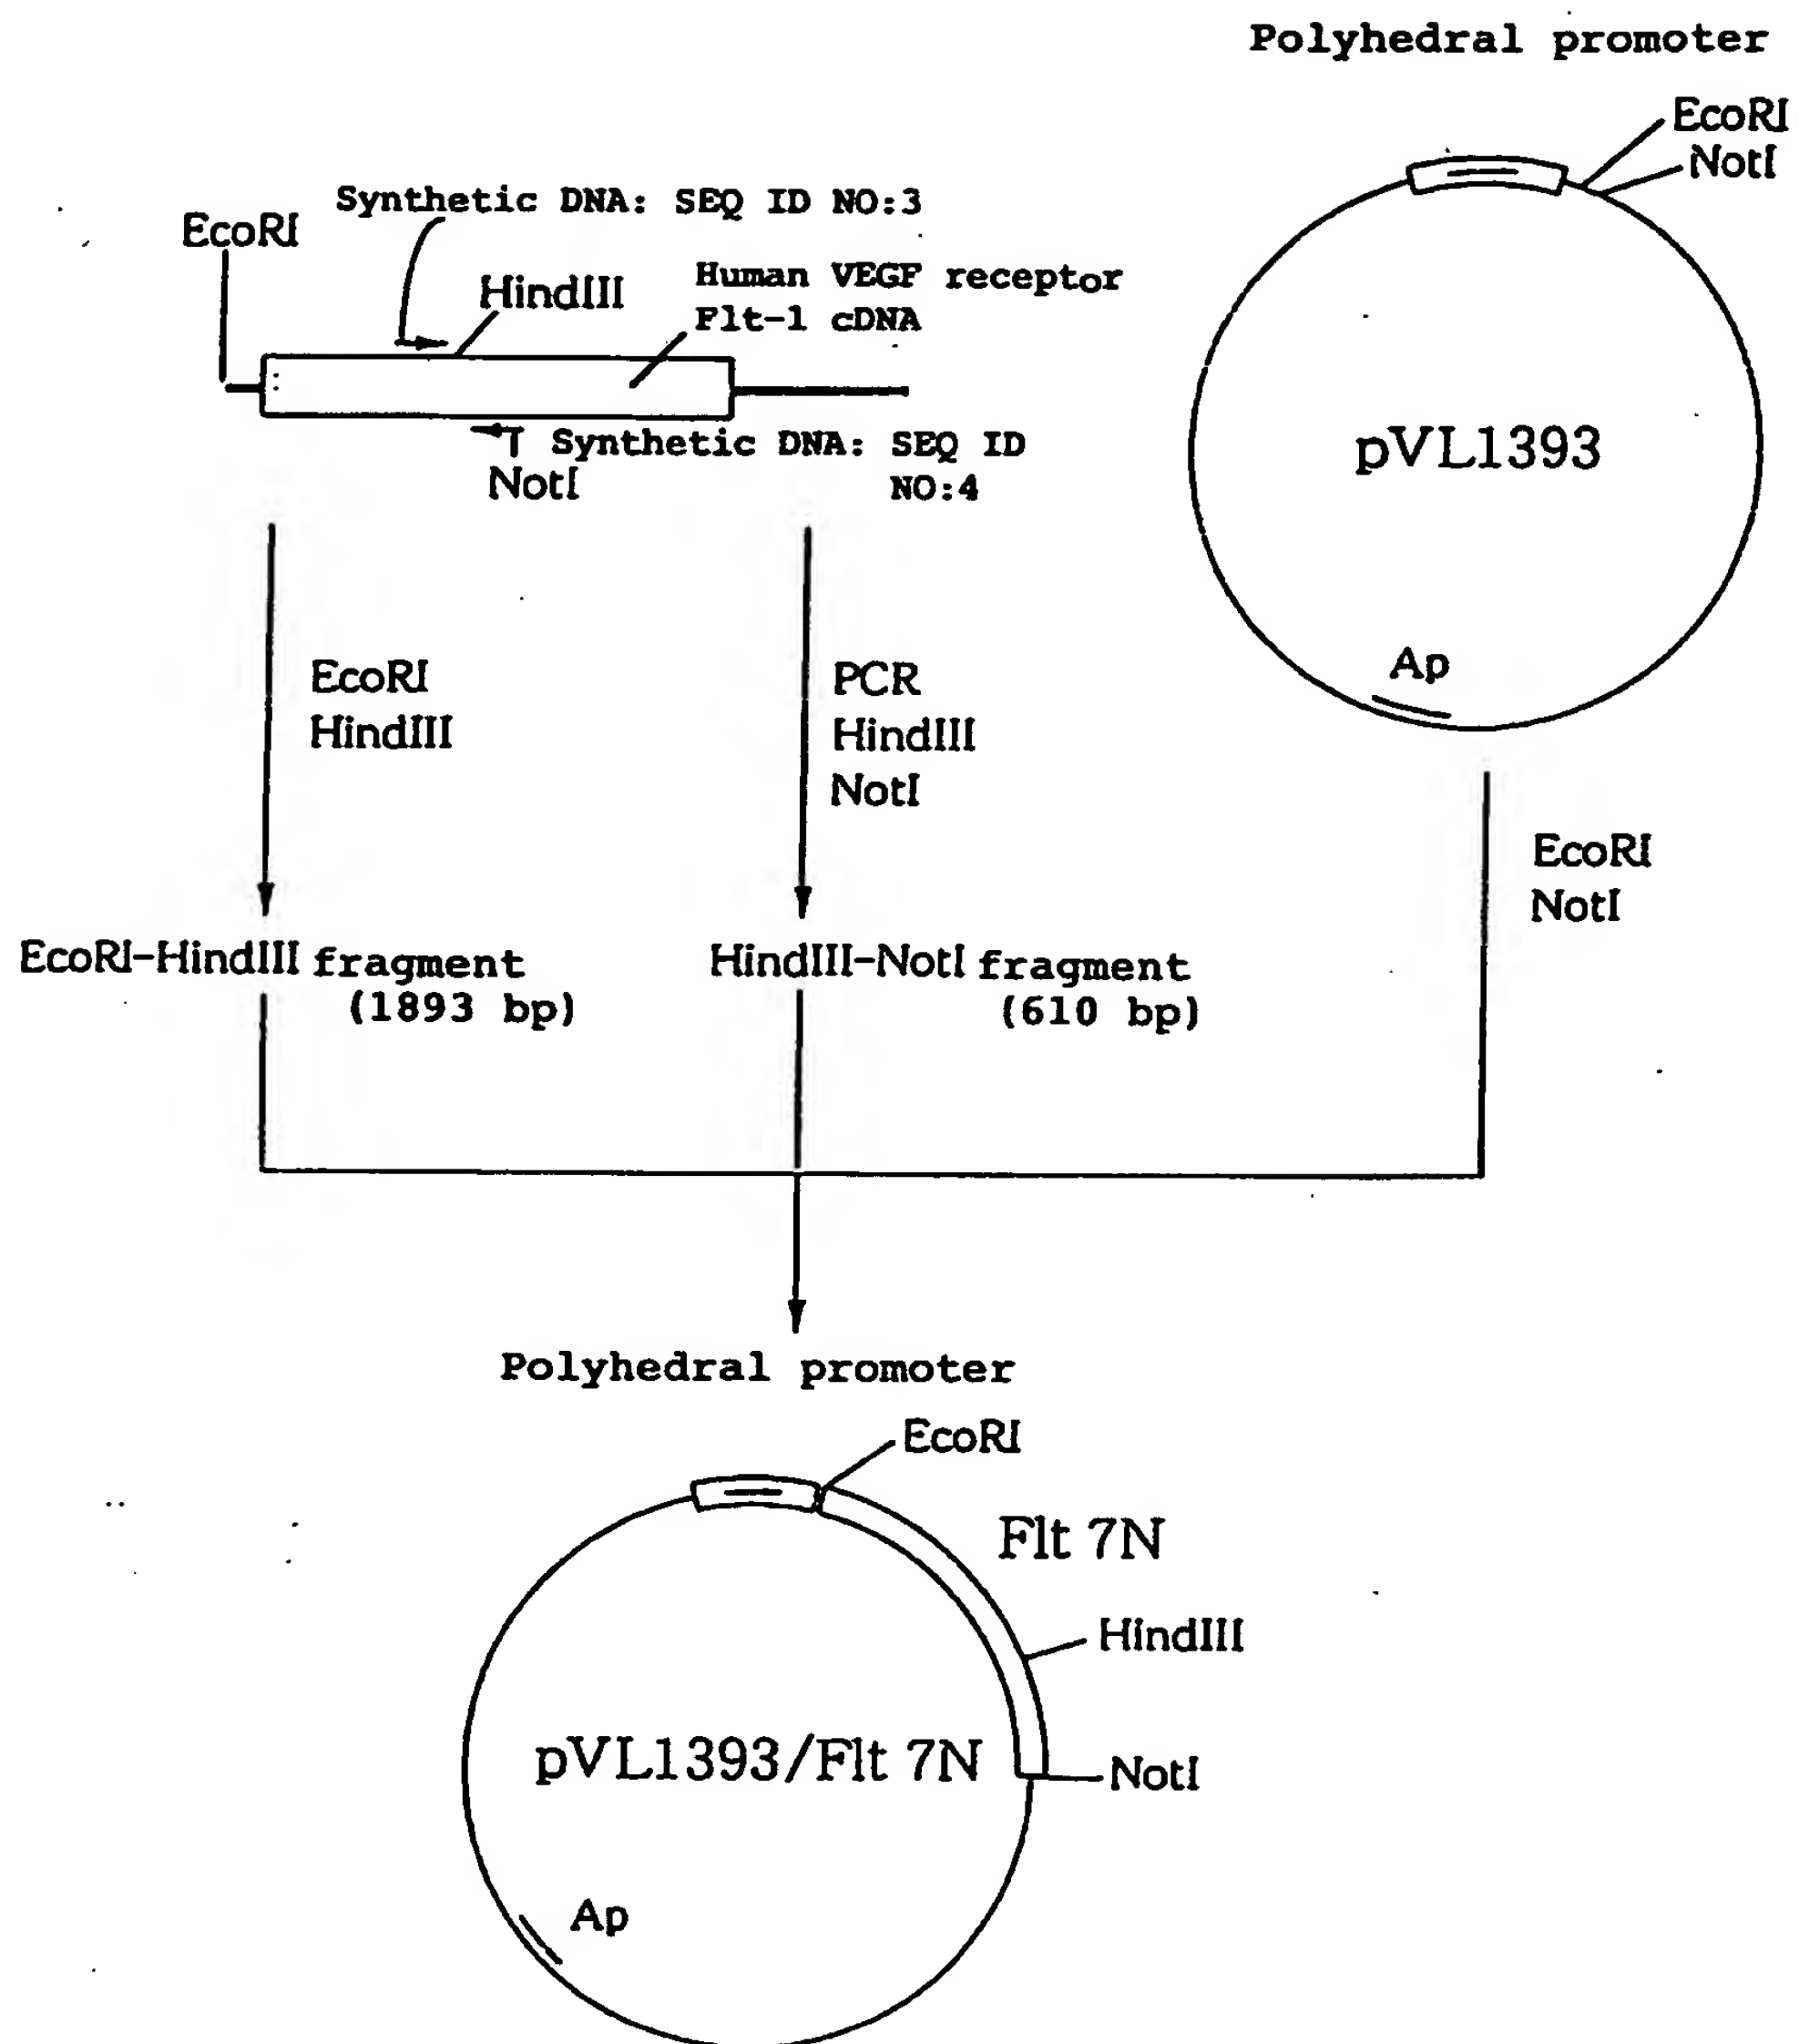 Polyhedral promoter
EcoRI
NotI
Synthetic DNA: SEQ ID NO:3
EcoRI
HindIII
Human VEGF receptor
Flt-1 cDNA
pVL1393
Synthetic DNA: SEQ ID
NO:4
NotI
Ap
EcoRI
HindIII
PCR
HindIII
NotI
EcoRI
NotI
EcoRI-HindIII fragment
(1893 bp)
HindIII-NotI fragment
(610 bp)
Polyhedral promoter
EcoRI
Flt 7N
HindIII
pVL1393/Flt 7N
NotI
Ap